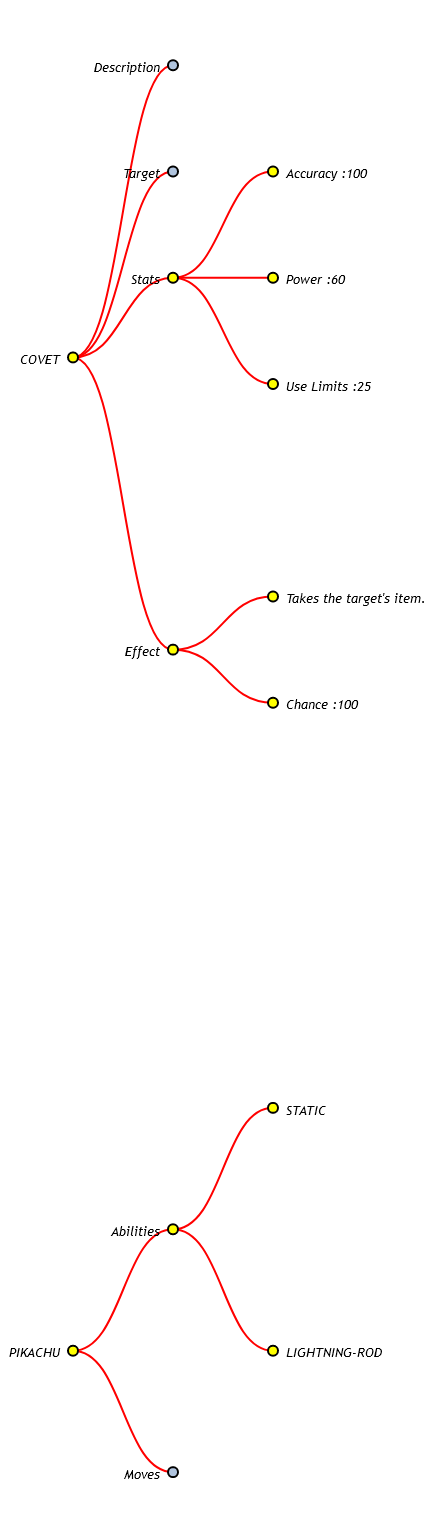 Description
Target
Accuracy :100
Stats
Power :60
COVET
Use Limits :25
Takes the target's item.
Effect
Chance :100
STATIC
Abilities
PIKACHU
LIGHTNING-ROD
Moves